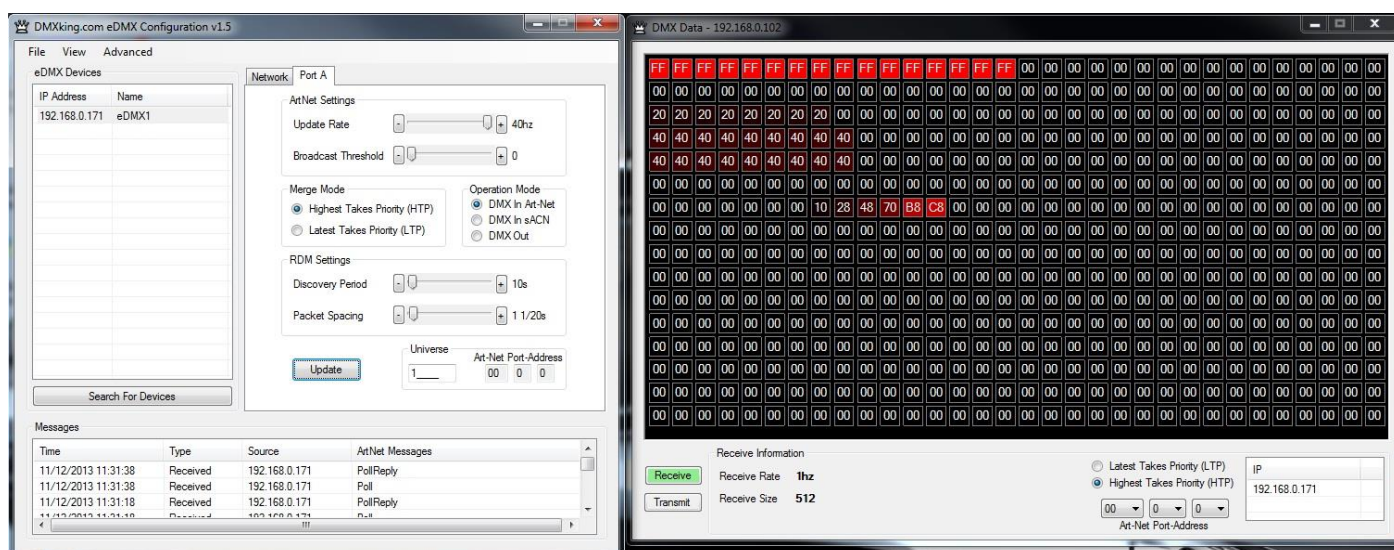 DMXking.com eDMX Configuration v1.5
File View Advanced
eDMX Devices
IP Address Name
192.168.0.171 eDMX1
Search For Devices
Network Port A
ArtNet Settings
Update Rate - + 40hz
Broadcast Threshold - + 0
Merge Mode
Highest Takes Priority (HTP)
Latest Takes Priority (LTP)
Operation Mode
DMX In Art-Net
DMX In sACN
DMX Out
RDM Settings
Discovery Period - + 10s
Packet Spacing - + 1 1/20s
Update
Universe
1____
Art-Net Port-Address
00 0 0
Messages
Time Type Source ArtNet Messages
11/12/2013 11:31:38 Received 192.168.0.171 PollReply
11/12/2013 11:31:38 Received 192.168.0.171 Poll
11/12/2013 11:31:18 Received 192.168.0.171 PollReply
11/12/2013 11:31:18 Received 192.168.0.171 Poll
DMX Data - 192.168.0.102
FF FF FF FF FF FF FF FF FF FF FF FF FF FF FF FF 00 00 00 00 00 00 00 00 00 00 00 00 00 00 00 00
00 00 00 00 00 00 00 00 00 00 00 00 00 00 00 00 00 00 00 00 00 00 00 00 00 00 00 00 00 00 00 00
20 20 20 20 20 20 20 20 00 00 00 00 00 00 00 00 00 00 00 00 00 00 00 00 00 00 00 00 00 00 00 00
40 40 40 40 40 40 40 40 40 00 00 00 00 00 00 00 00 00 00 00 00 00 00 00 00 00 00 00 00 00 00 00
40 40 40 40 40 40 40 40 40 00 00 00 00 00 00 00 00 00 00 00 00 00 00 00 00 00 00 00 00 00 00 00
00 00 00 00 00 00 00 00 00 00 00 00 00 00 00 00 00 00 00 00 00 00 00 00 00 00 00 00 00 00 00 00
00 00 00 00 00 00 00 10 28 48 70 B8 C8 00 00 00 00 00 00 00 00 00 00 00 00 00 00 00 00 00 00 00
00 00 00 00 00 00 00 00 00 00 00 00 00 00 00 00 00 00 00 00 00 00 00 00 00 00 00 00 00 00 00 00
00 00 00 00 00 00 00 00 00 00 00 00 00 00 00 00 00 00 00 00 00 00 00 00 00 00 00 00 00 00 00 00
00 00 00 00 00 00 00 00 00 00 00 00 00 00 00 00 00 00 00 00 00 00 00 00 00 00 00 00 00 00 00 00
00 00 00 00 00 00 00 00 00 00 00 00 00 00 00 00 00 00 00 00 00 00 00 00 00 00 00 00 00 00 00 00
00 00 00 00 00 00 00 00 00 00 00 00 00 00 00 00 00 00 00 00 00 00 00 00 00 00 00 00 00 00 00 00
00 00 00 00 00 00 00 00 00 00 00 00 00 00 00 00 00 00 00 00 00 00 00 00 00 00 00 00 00 00 00 00
00 00 00 00 00 00 00 00 00 00 00 00 00 00 00 00 00 00 00 00 00 00 00 00 00 00 00 00 00 00 00 00
00 00 00 00 00 00 00 00 00 00 00 00 00 00 00 00 00 00 00 00 00 00 00 00 00 00 00 00 00 00 00 00
00 00 00 00 00 00 00 00 00 00 00 00 00 00 00 00 00 00 00 00 00 00 00 00 00 00 00 00 00 00 00 00
Receive
Transmit
Receive Information
Receive Rate 1hz
Receive Size 512
Latest Takes Priority (LTP)
Highest Takes Priority (HTP)
00 0 0
Art-Net Port-Address
IP
192.168.0.171